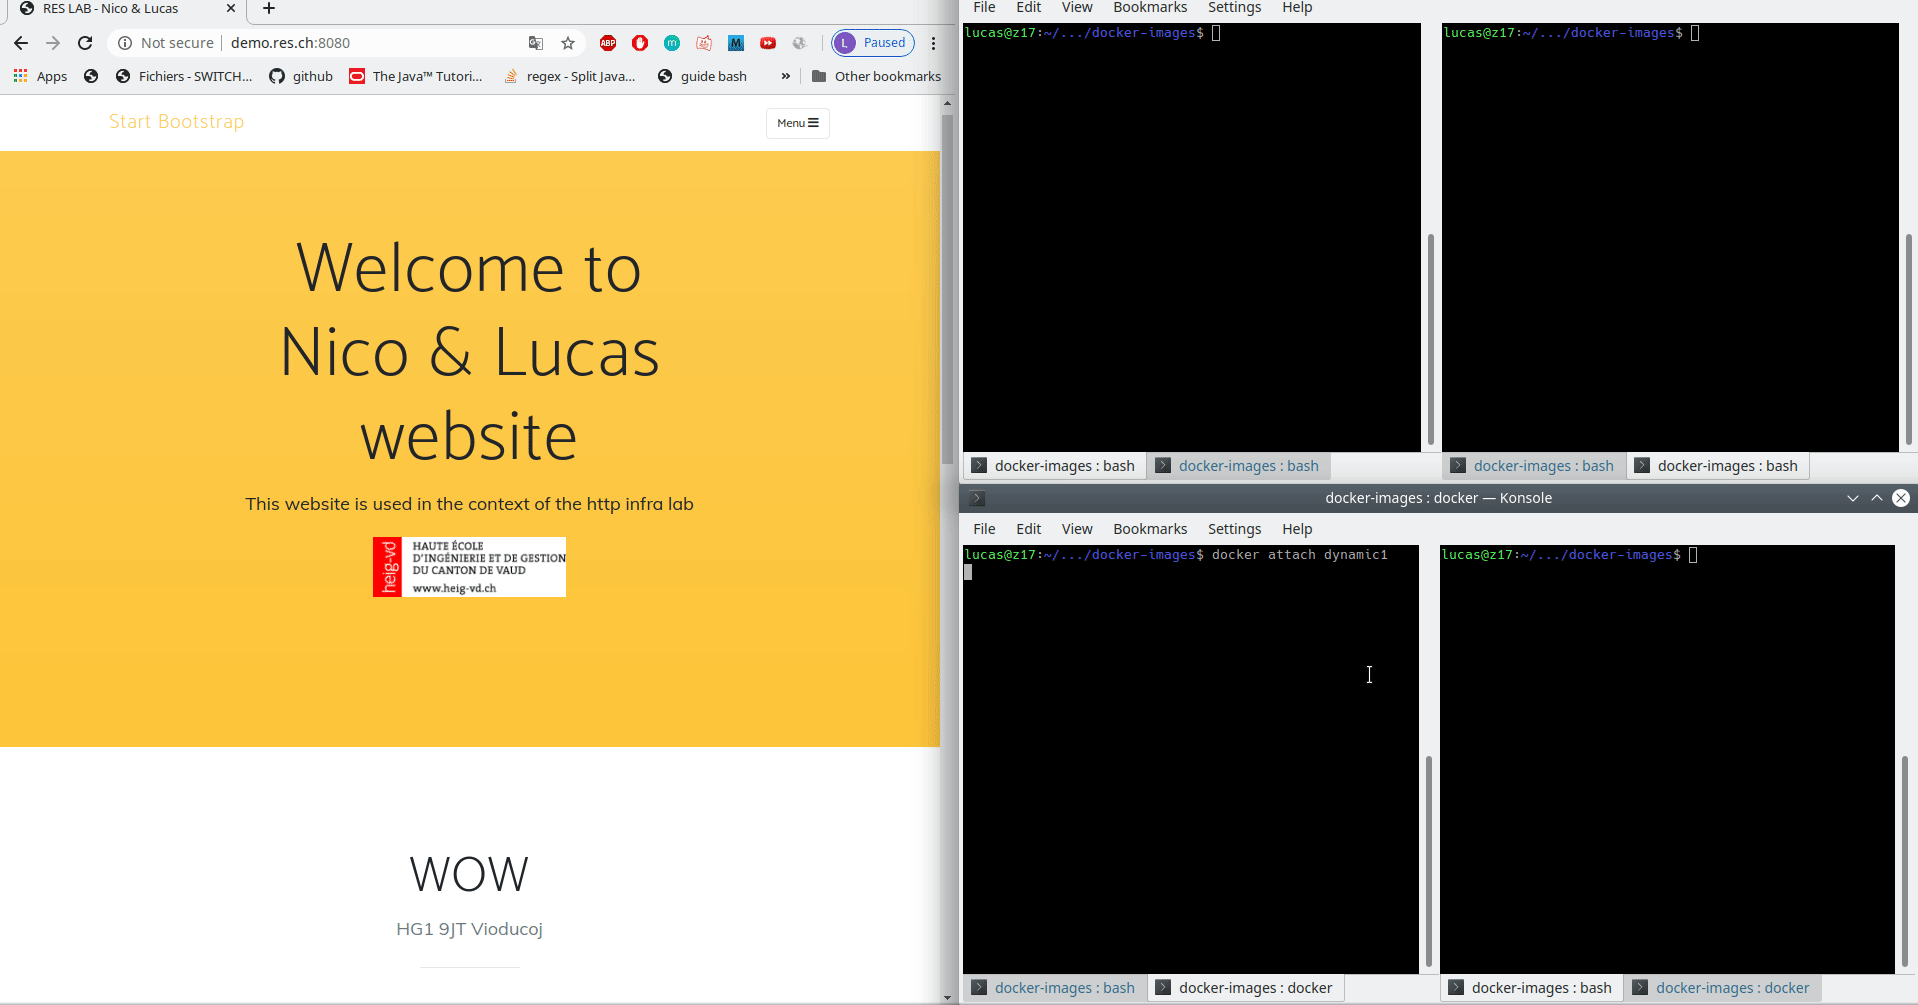 RES LAB - Nico & Lucas
Not secure
demo.res.ch:8080
ABP
m
M
L Paused
Apps
Fichiers - SWITCH...
github
The Java™ Tutori...
regex - Split Java...
guide bash
»
Other bookmarks
Start Bootstrap
Menu
Welcome to
Nico & Lucas
website
This website is used in the context of the http infra lab
heig-vd
HAUTE ÉCOLE
D'INGÉNIERIE ET DE GESTION
DU CANTON DE VAUD
www.heig-vd.ch
WOW
HG1 9JT Vioducoj
File Edit View Bookmarks Settings Help
lucas@z17:~/.../docker-images$
lucas@z17:~/.../docker-images$
docker-images : bash
docker-images : bash
docker-images : bash
docker-images : bash
docker-images : docker — Konsole
File Edit View Bookmarks Settings Help
lucas@z17:~/.../docker-images$ docker attach dynamic1
lucas@z17:~/.../docker-images$
docker-images : bash
docker-images : docker
docker-images : bash
docker-images : docker